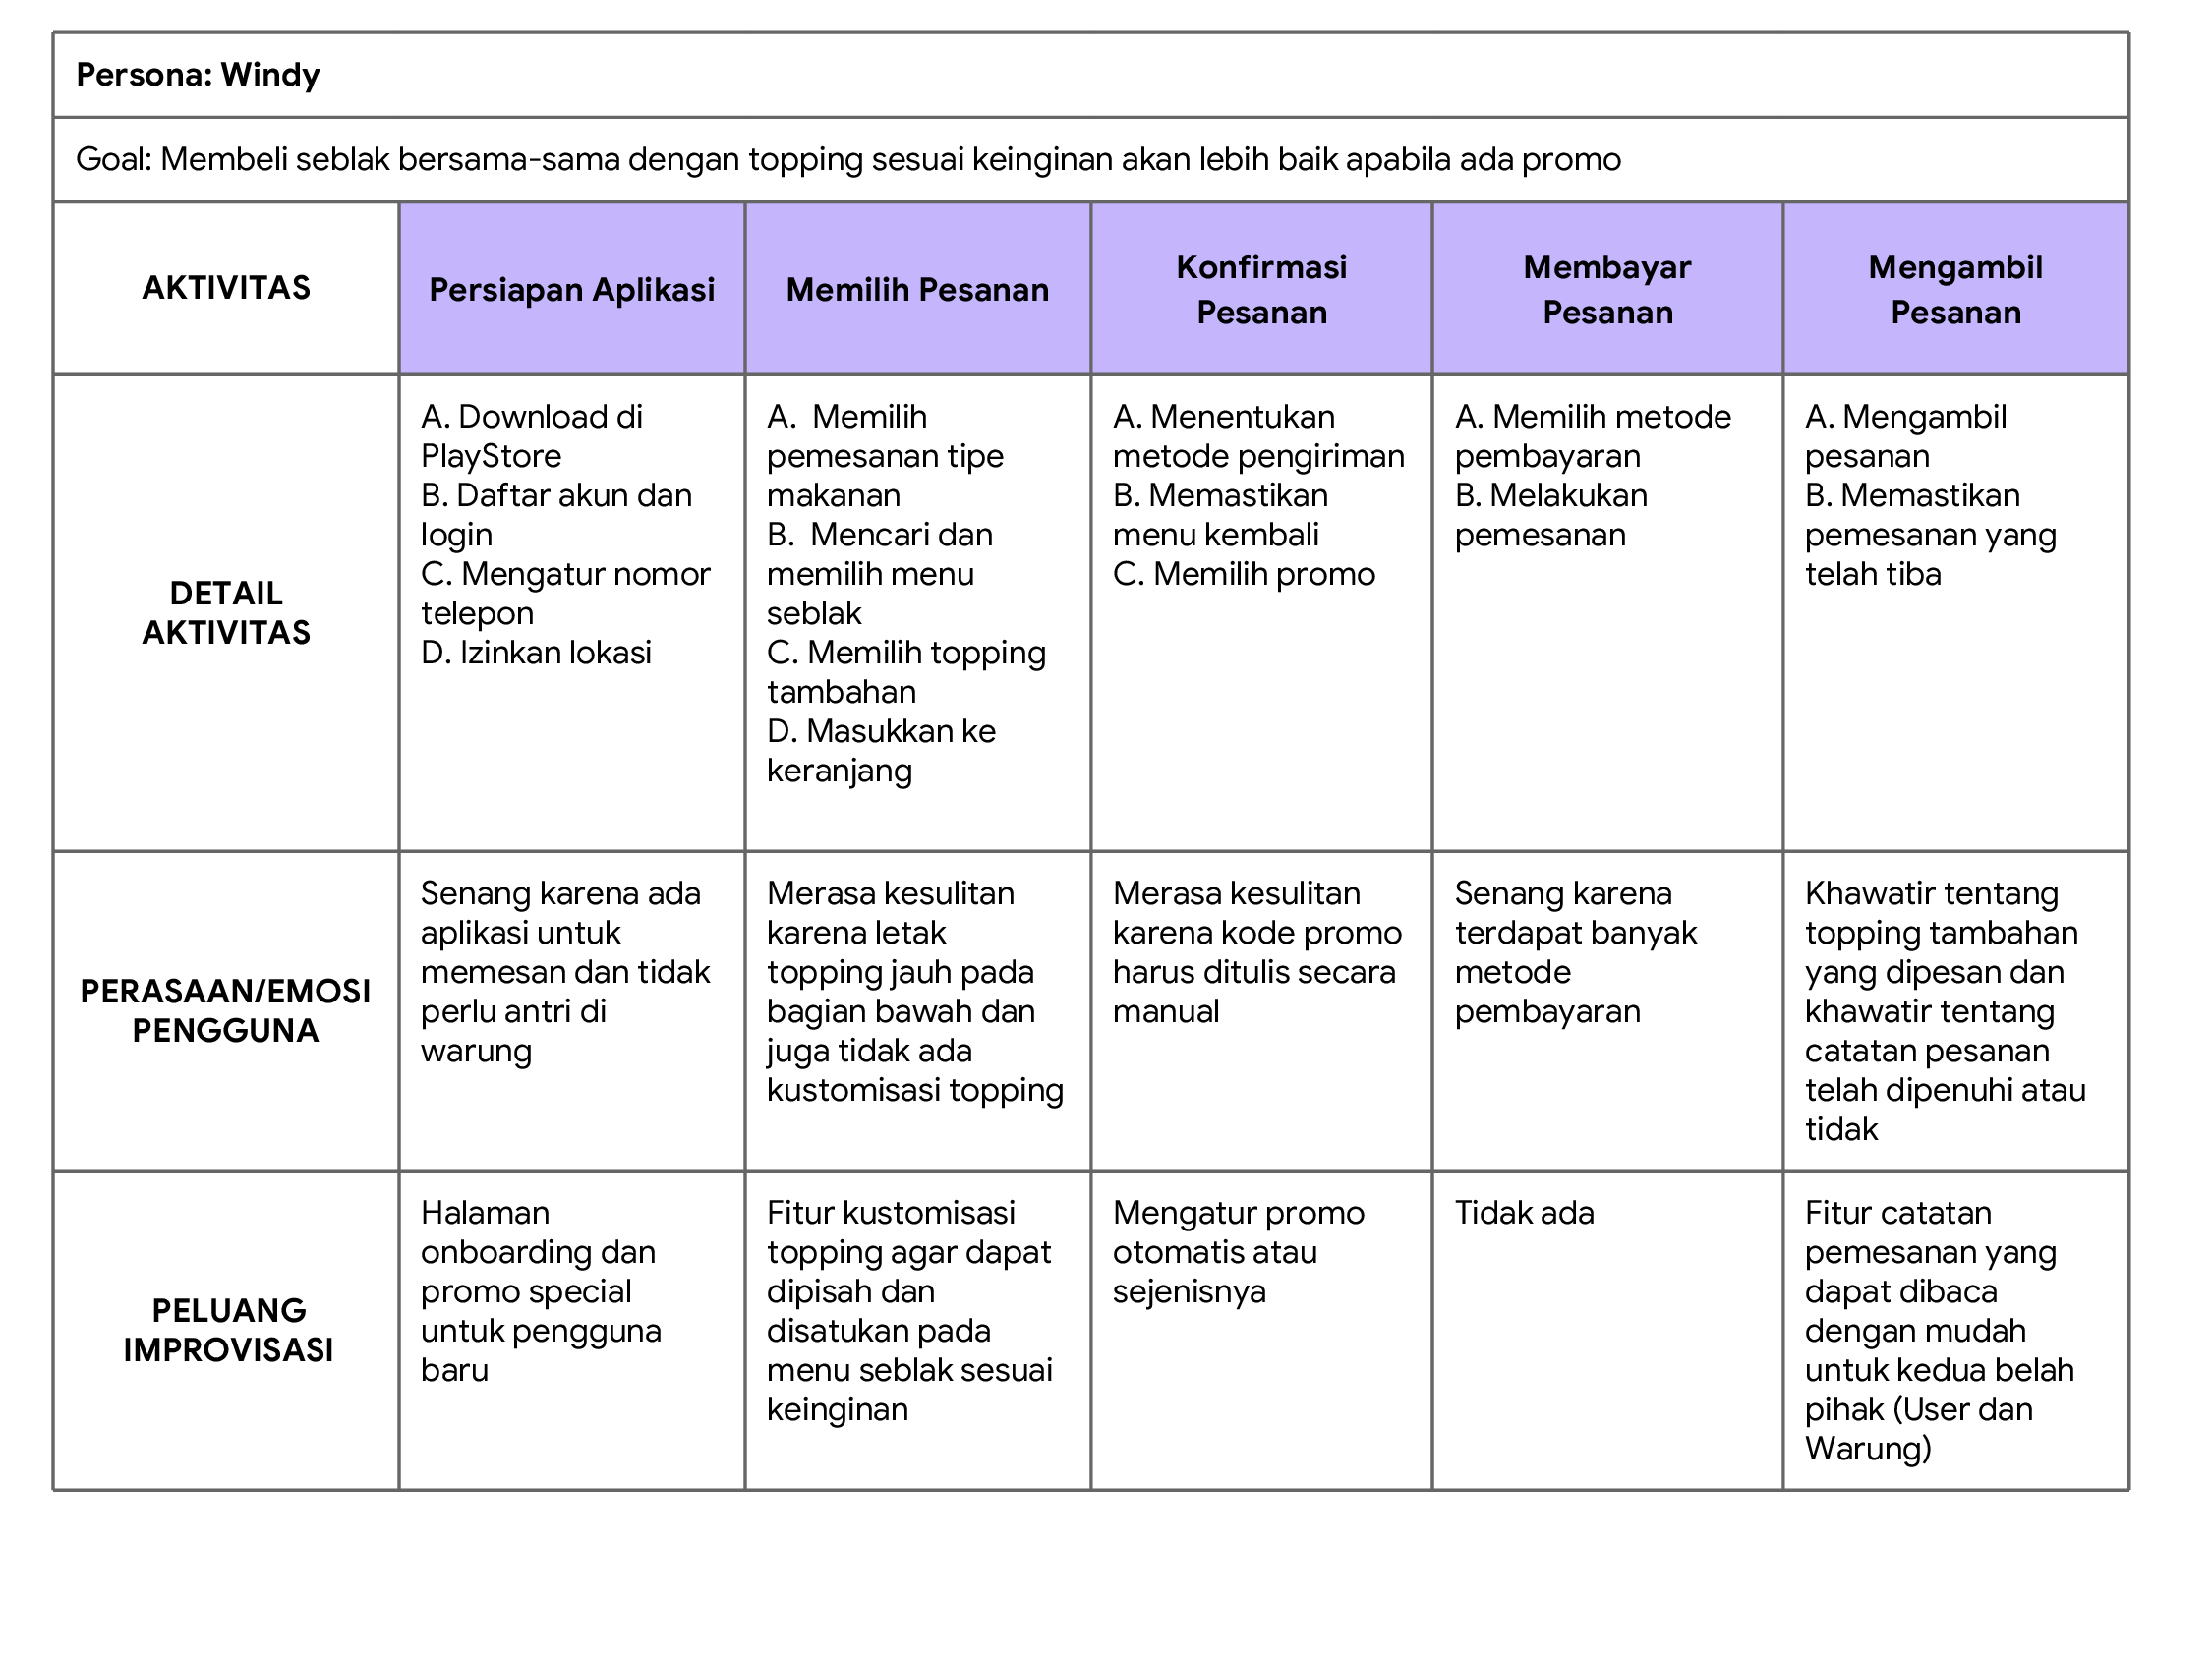 Persona: Windy
Goal: Membeli seblak bersama-sama dengan topping sesuai keinginan akan lebih baik apabila ada promo
AKTIVITAS
Persiapan Aplikasi
Memilih Pesanan
Konfirmasi
Pesanan
Membayar
Pesanan
Mengambil
Pesanan
DETAIL
AKTIVITAS
A. Download di
PlayStore
B. Daftar akun dan
login
C. Mengatur nomor
telepon
D. Izinkan lokasi
A.  Memilih
pemesanan tipe
makanan
B.  Mencari dan
memilih menu
seblak
C. Memilih topping
tambahan
D. Masukkan ke
keranjang
A. Menentukan
metode pengiriman
B. Memastikan
menu kembali
C. Memilih promo
A. Memilih metode
pembayaran
B. Melakukan
pemesanan
A. Mengambil
pesanan
B. Memastikan
pemesanan yang
telah tiba
PERASAAN/EMOSI
PENGGUNA
Senang karena ada
aplikasi untuk
memesan dan tidak
perlu antri di
warung
Merasa kesulitan
karena letak
topping jauh pada
bagian bawah dan
juga tidak ada
kustomisasi topping
Merasa kesulitan
karena kode promo
harus ditulis secara
manual
Senang karena
terdapat banyak
metode
pembayaran
Khawatir tentang
topping tambahan
yang dipesan dan
khawatir tentang
catatan pesanan
telah dipenuhi atau
tidak
PELUANG
IMPROVISASI
Halaman
onboarding dan
promo special
untuk pengguna
baru
Fitur kustomisasi
topping agar dapat
dipisah dan
disatukan pada
menu seblak sesuai
keinginan
Mengatur promo
otomatis atau
sejenisnya
Tidak ada
Fitur catatan
pemesanan yang
dapat dibaca
dengan mudah
untuk kedua belah
pihak (User dan
Warung)